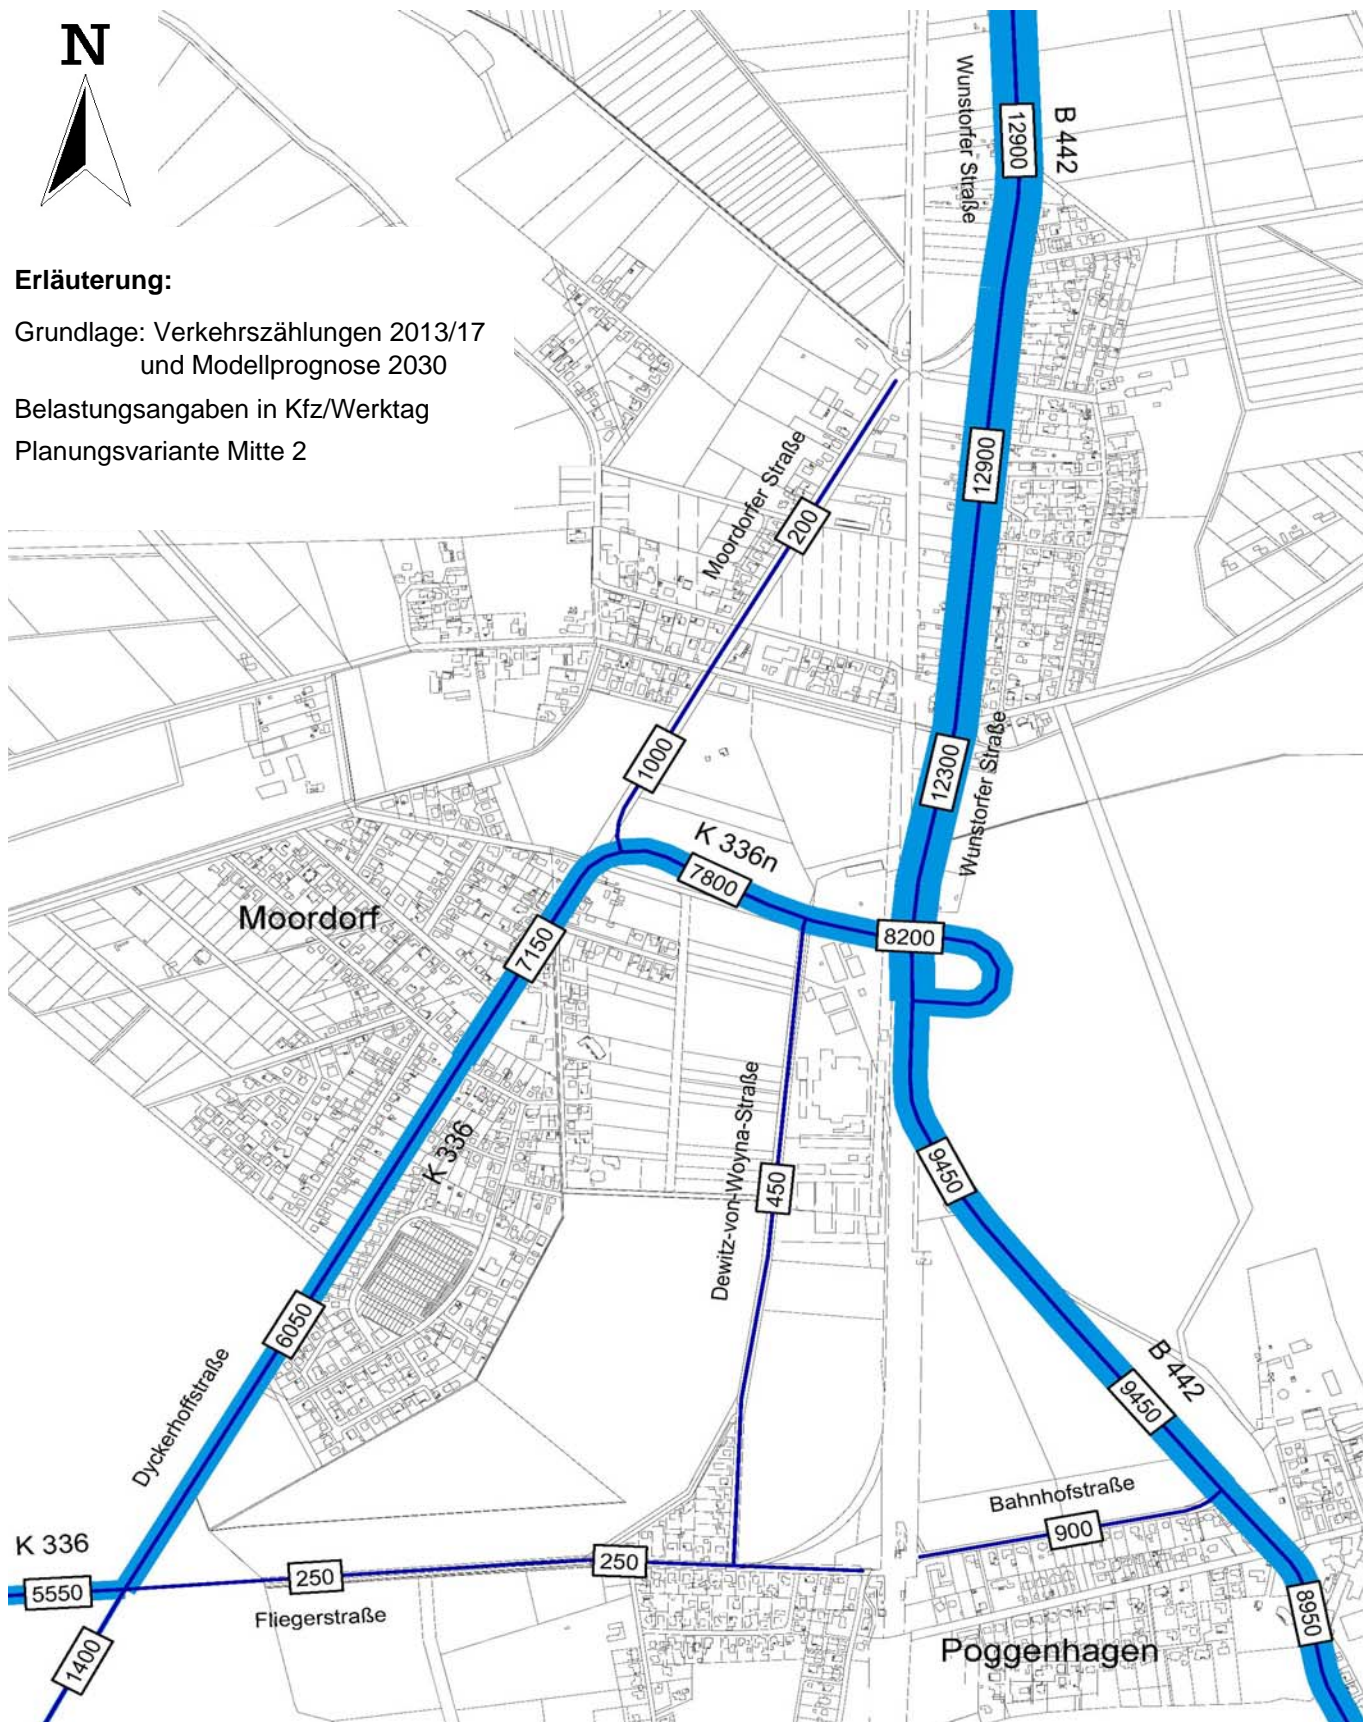 N
Erläuterung:
Grundlage: Verkehrszählungen 2013/17
und Modellprognose 2030
Belastungsangaben in Kfz/Werktag
Planungsvariante Mitte 2
Wunstorfer Straße
B 442
12900
12900
Moordorfer Straße
200
1000
12300
Wunstorfer Straße
K 336n
7800
Moordorf
7150
8200
K 336
Dewitz-von-Woyna-Straße
450
9450
6050
Dyckerhoffstraße
B 442
9450
Bahnhofstraße
900
K 336
5550
250
250
Fliegerstraße
1400
8950
Poggenhagen